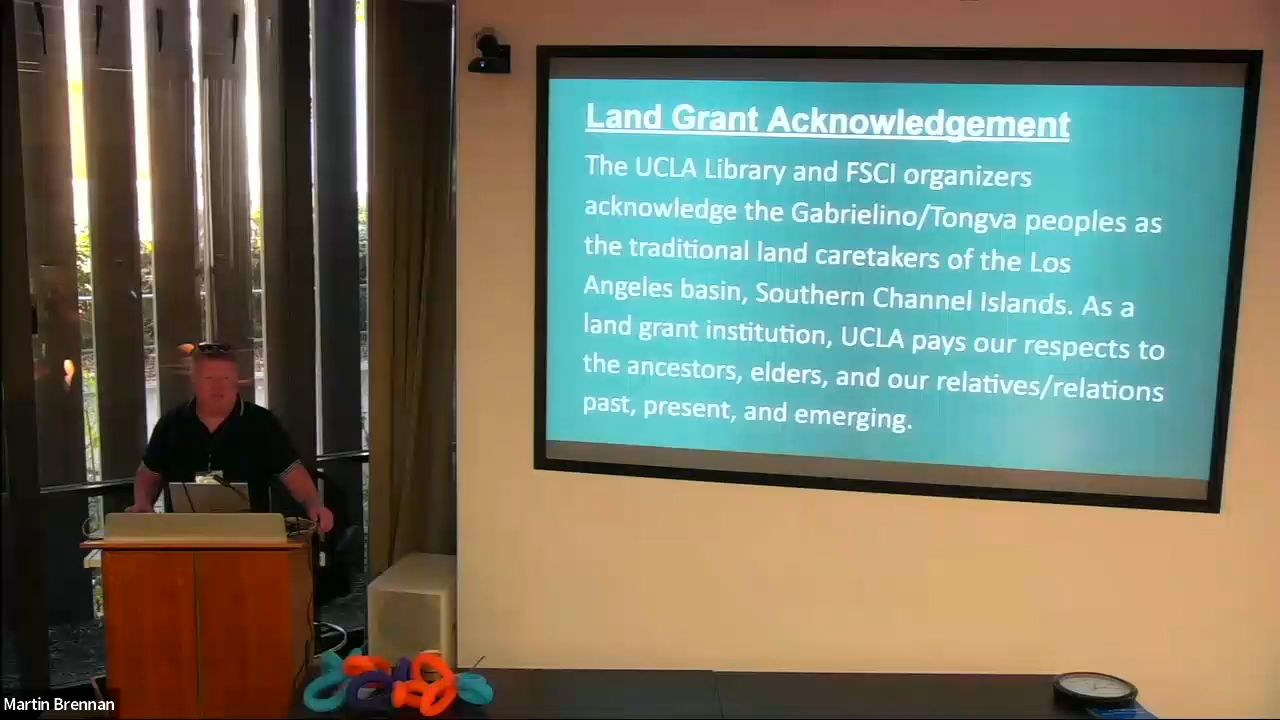 Land Grant Acknowledgement
The UCLA Library and FSCI organizers
acknowledge the Gabrielino/Tongva peoples as
the traditional land caretakers of the Los
Angeles basin, Southern Channel Islands. As a
land grant institution, UCLA pays our respects to
the ancestors, elders, and our relatives/relations
past, present, and emerging.
Martin Brennan